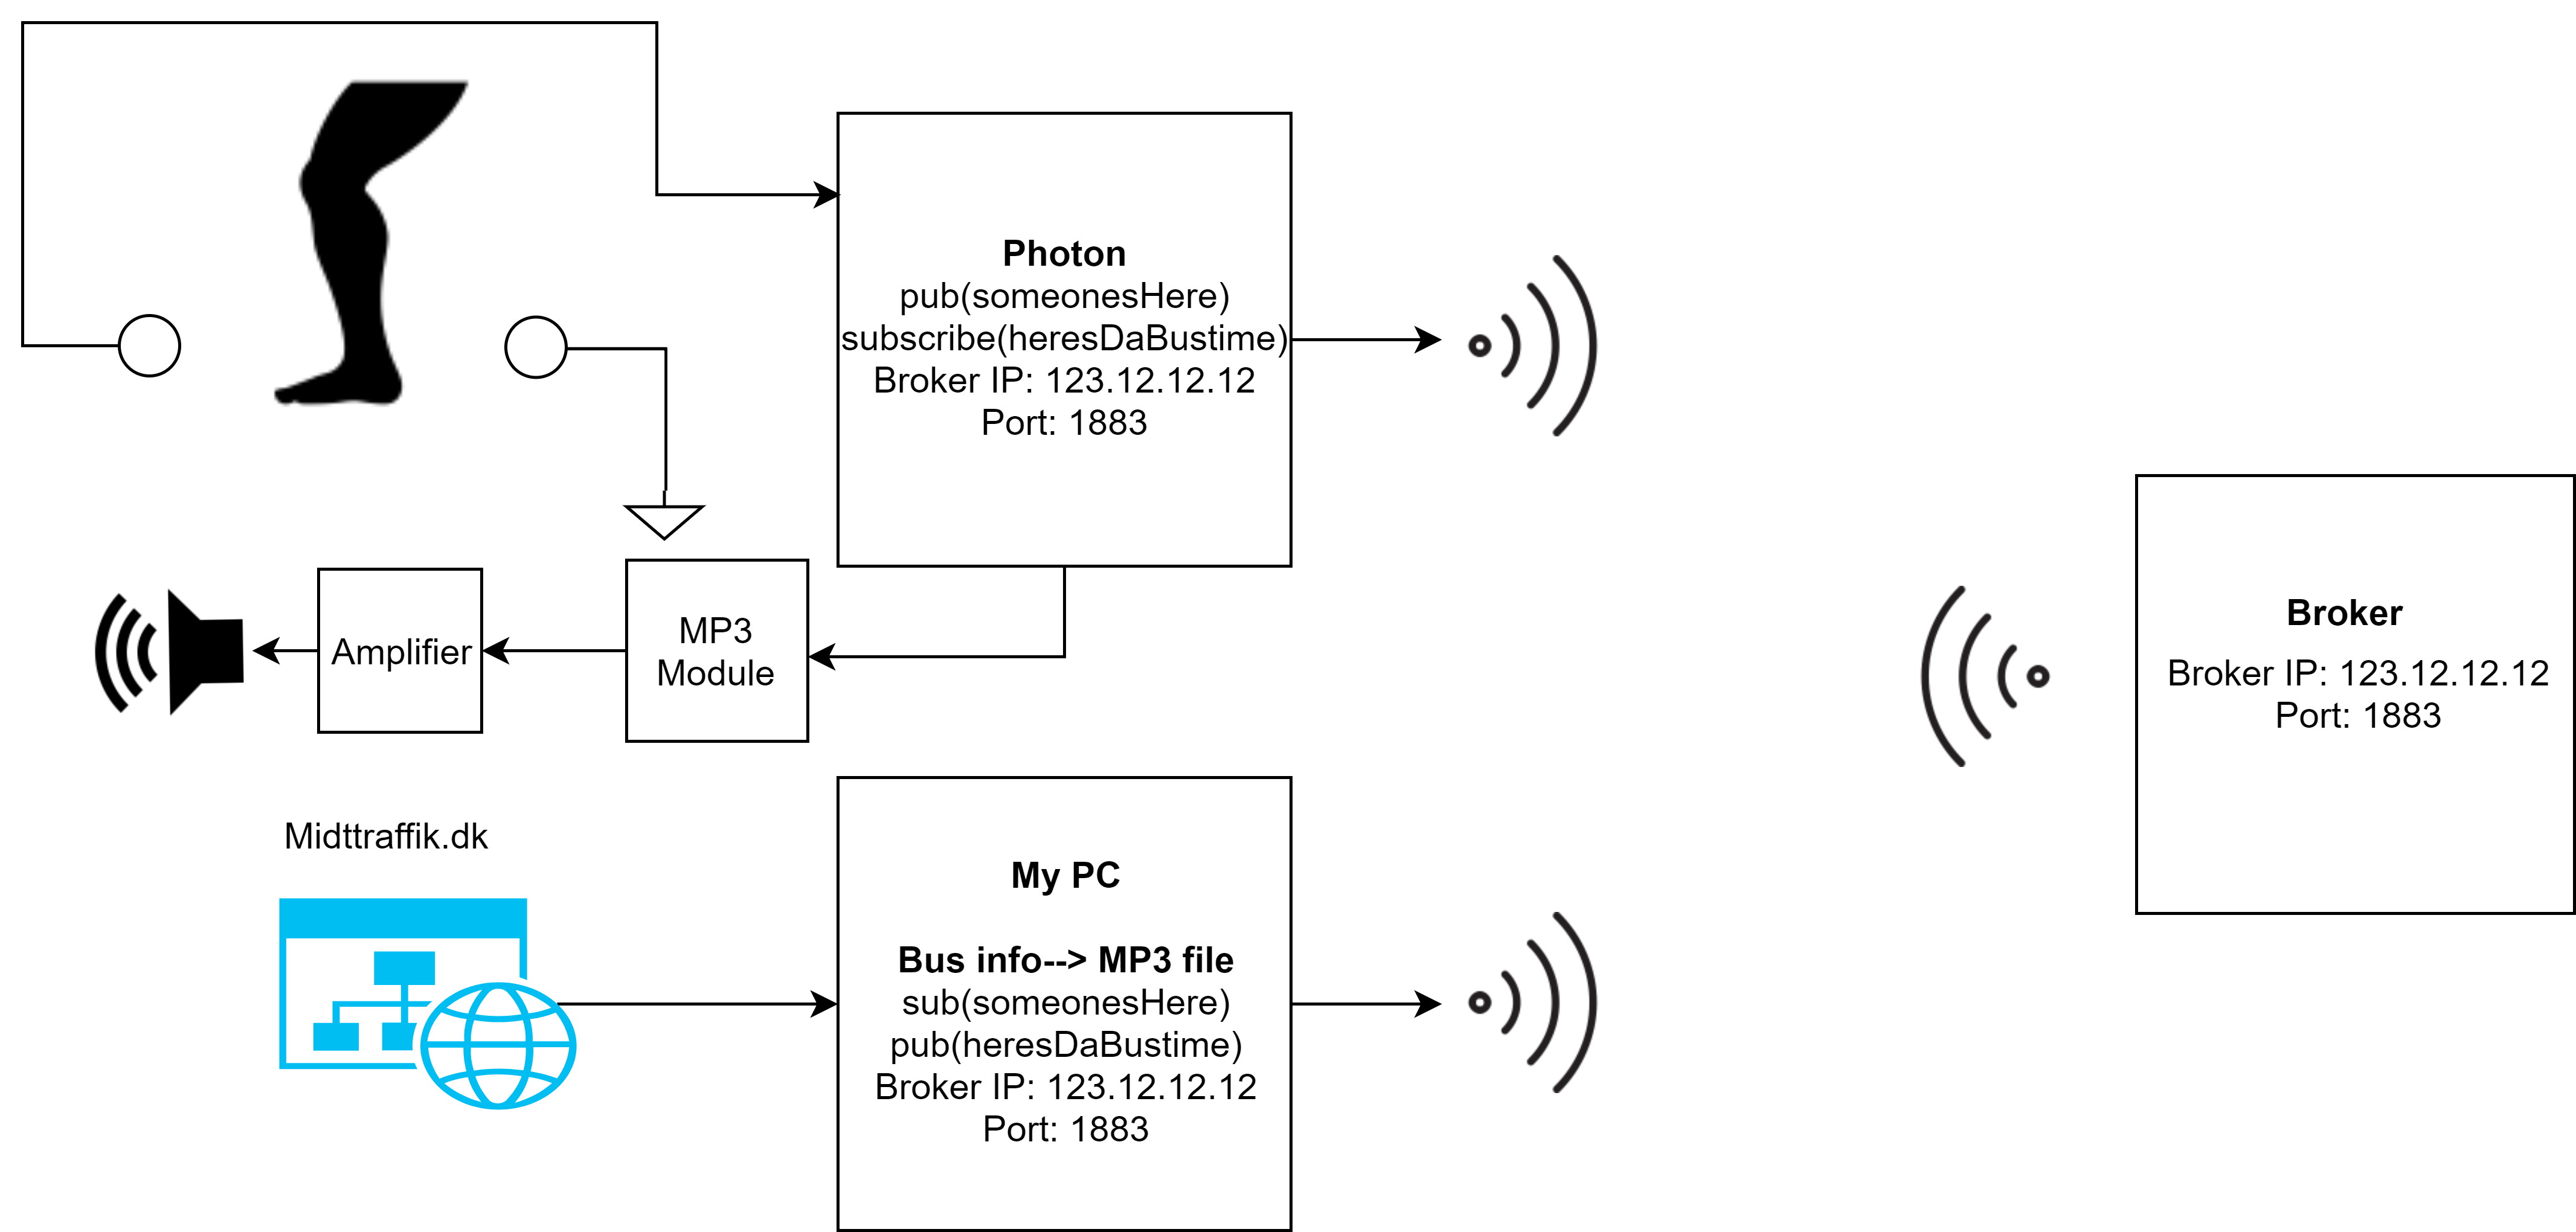 Photon
pub(someonesHere)
subscribe(heresDaBustime)
Broker IP: 123.12.12.12
Port: 1883
Amplifier
MP3
Module
Broker
Broker IP: 123.12.12.12
Port: 1883
Midttraffik.dk
My PC
Bus info--> MP3 file
sub(someonesHere)
pub(heresDaBustime)
Broker IP: 123.12.12.12
Port: 1883